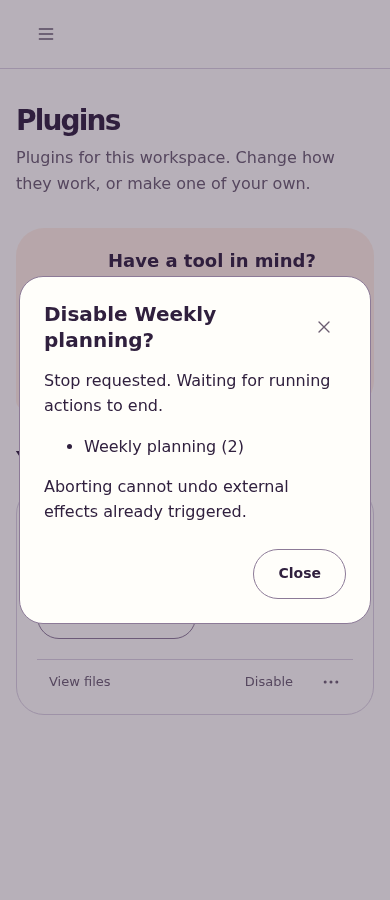 Plugins
Plugins for this workspace. Change how
they work, or make one of your own.
Have a tool in mind?
Disable Weekly
planning?
Stop requested. Waiting for running
actions to end.
• Weekly planning (2)
Aborting cannot undo external
effects already triggered.
Close
View files
Disable